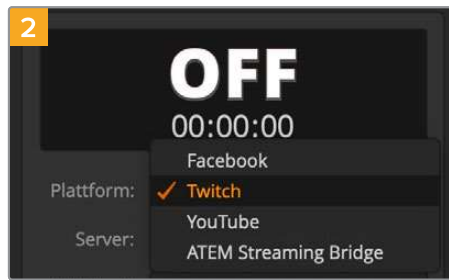 2
OFF
00:00:00
Facebook
Plattform: ✓ Twitch
YouTube
Server:
ATEM Streaming Bridge